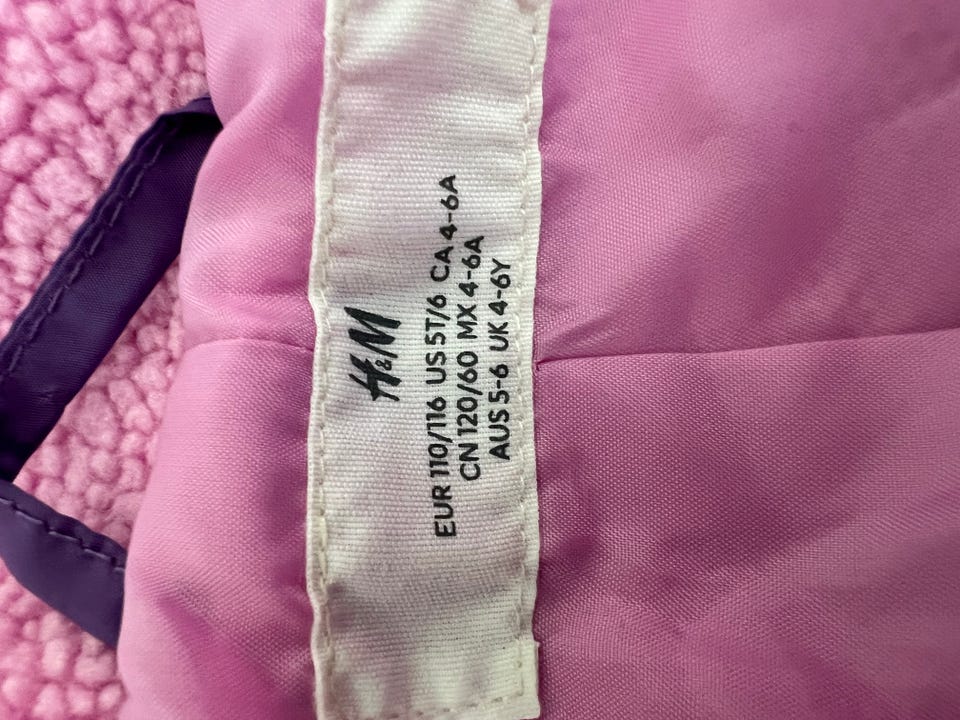 H&M
EUR 110/116 US 5T/6 CA 4-6A
CN 120/60 MX 4-6A
AUS 5-6 UK 4-6Y